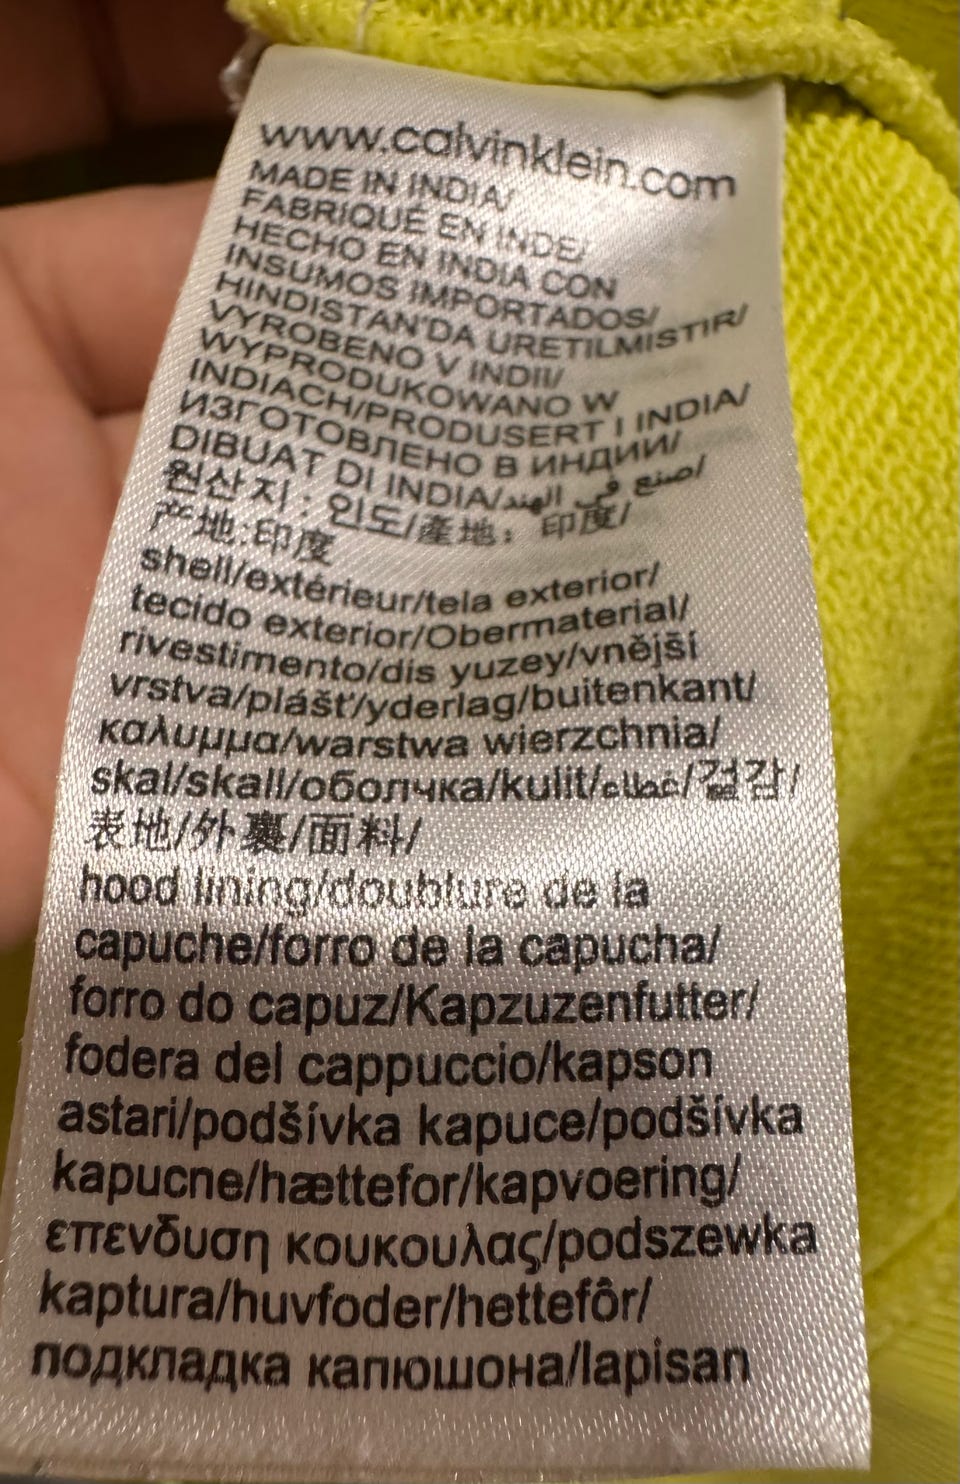 www.calvinklein.com
MADE IN INDIA/
FABRIQUÉ EN INDE/
HECHO EN INDIA CON
INSUMOS IMPORTADOS/
HINDISTAN'DA URETILMISTIR/
VYROBENO V INDII/
WYPRODUKOWANO W
INDIACH/PRODUSERT I INDIA/
ИЗГОТОВЛЕНО В ИНДИИ/
DIBUAT DI INDIA/صنع في الهند/
원산지 : 인도/產地：印度/
产地:印度
shell/extérieur/tela exterior/
tecido exterior/Obermaterial/
rivestimento/dis yuzey/vnější
vrstva/plášť/yderlag/buitenkant/
καλυμμα/warstwa wierzchnia/
skal/skall/оболчка/kulit/غطاء/겉감/
表地/外裏/面料/
hood lining/doublure de la
capuche/forro de la capucha/
forro do capuz/Kapzuzenfutter/
fodera del cappuccio/kapson
astari/podšívka kapuce/podšívka
kapucne/hættefor/kapvoering/
επενδυση κουκουλας/podszewka
kaptura/huvfoder/hettefôr/
подкладка капюшона/lapisan